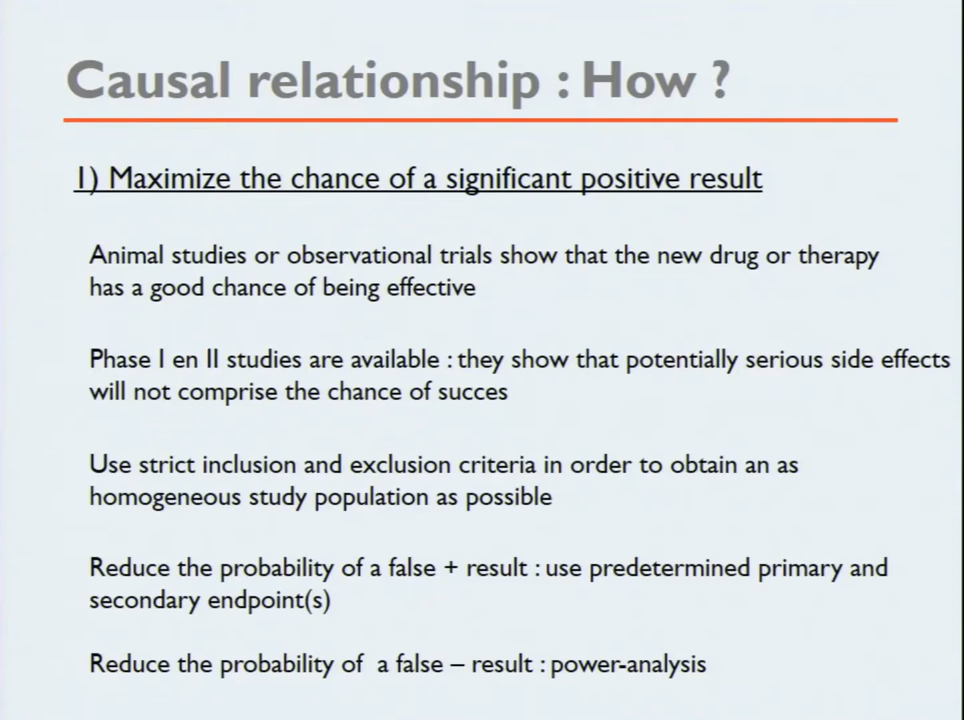 Causal relationship : How ?
1) Maximize the chance of a significant positive result
Animal studies or observational trials show that the new drug or therapy
has a good chance of being effective
Phase I en II studies are available : they show that potentially serious side effects
will not comprise the chance of succes
Use strict inclusion and exclusion criteria in order to obtain an as
homogeneous study population as possible
Reduce the probability of a false + result : use predetermined primary and
secondary endpoint(s)
Reduce the probability of  a false – result : power-analysis